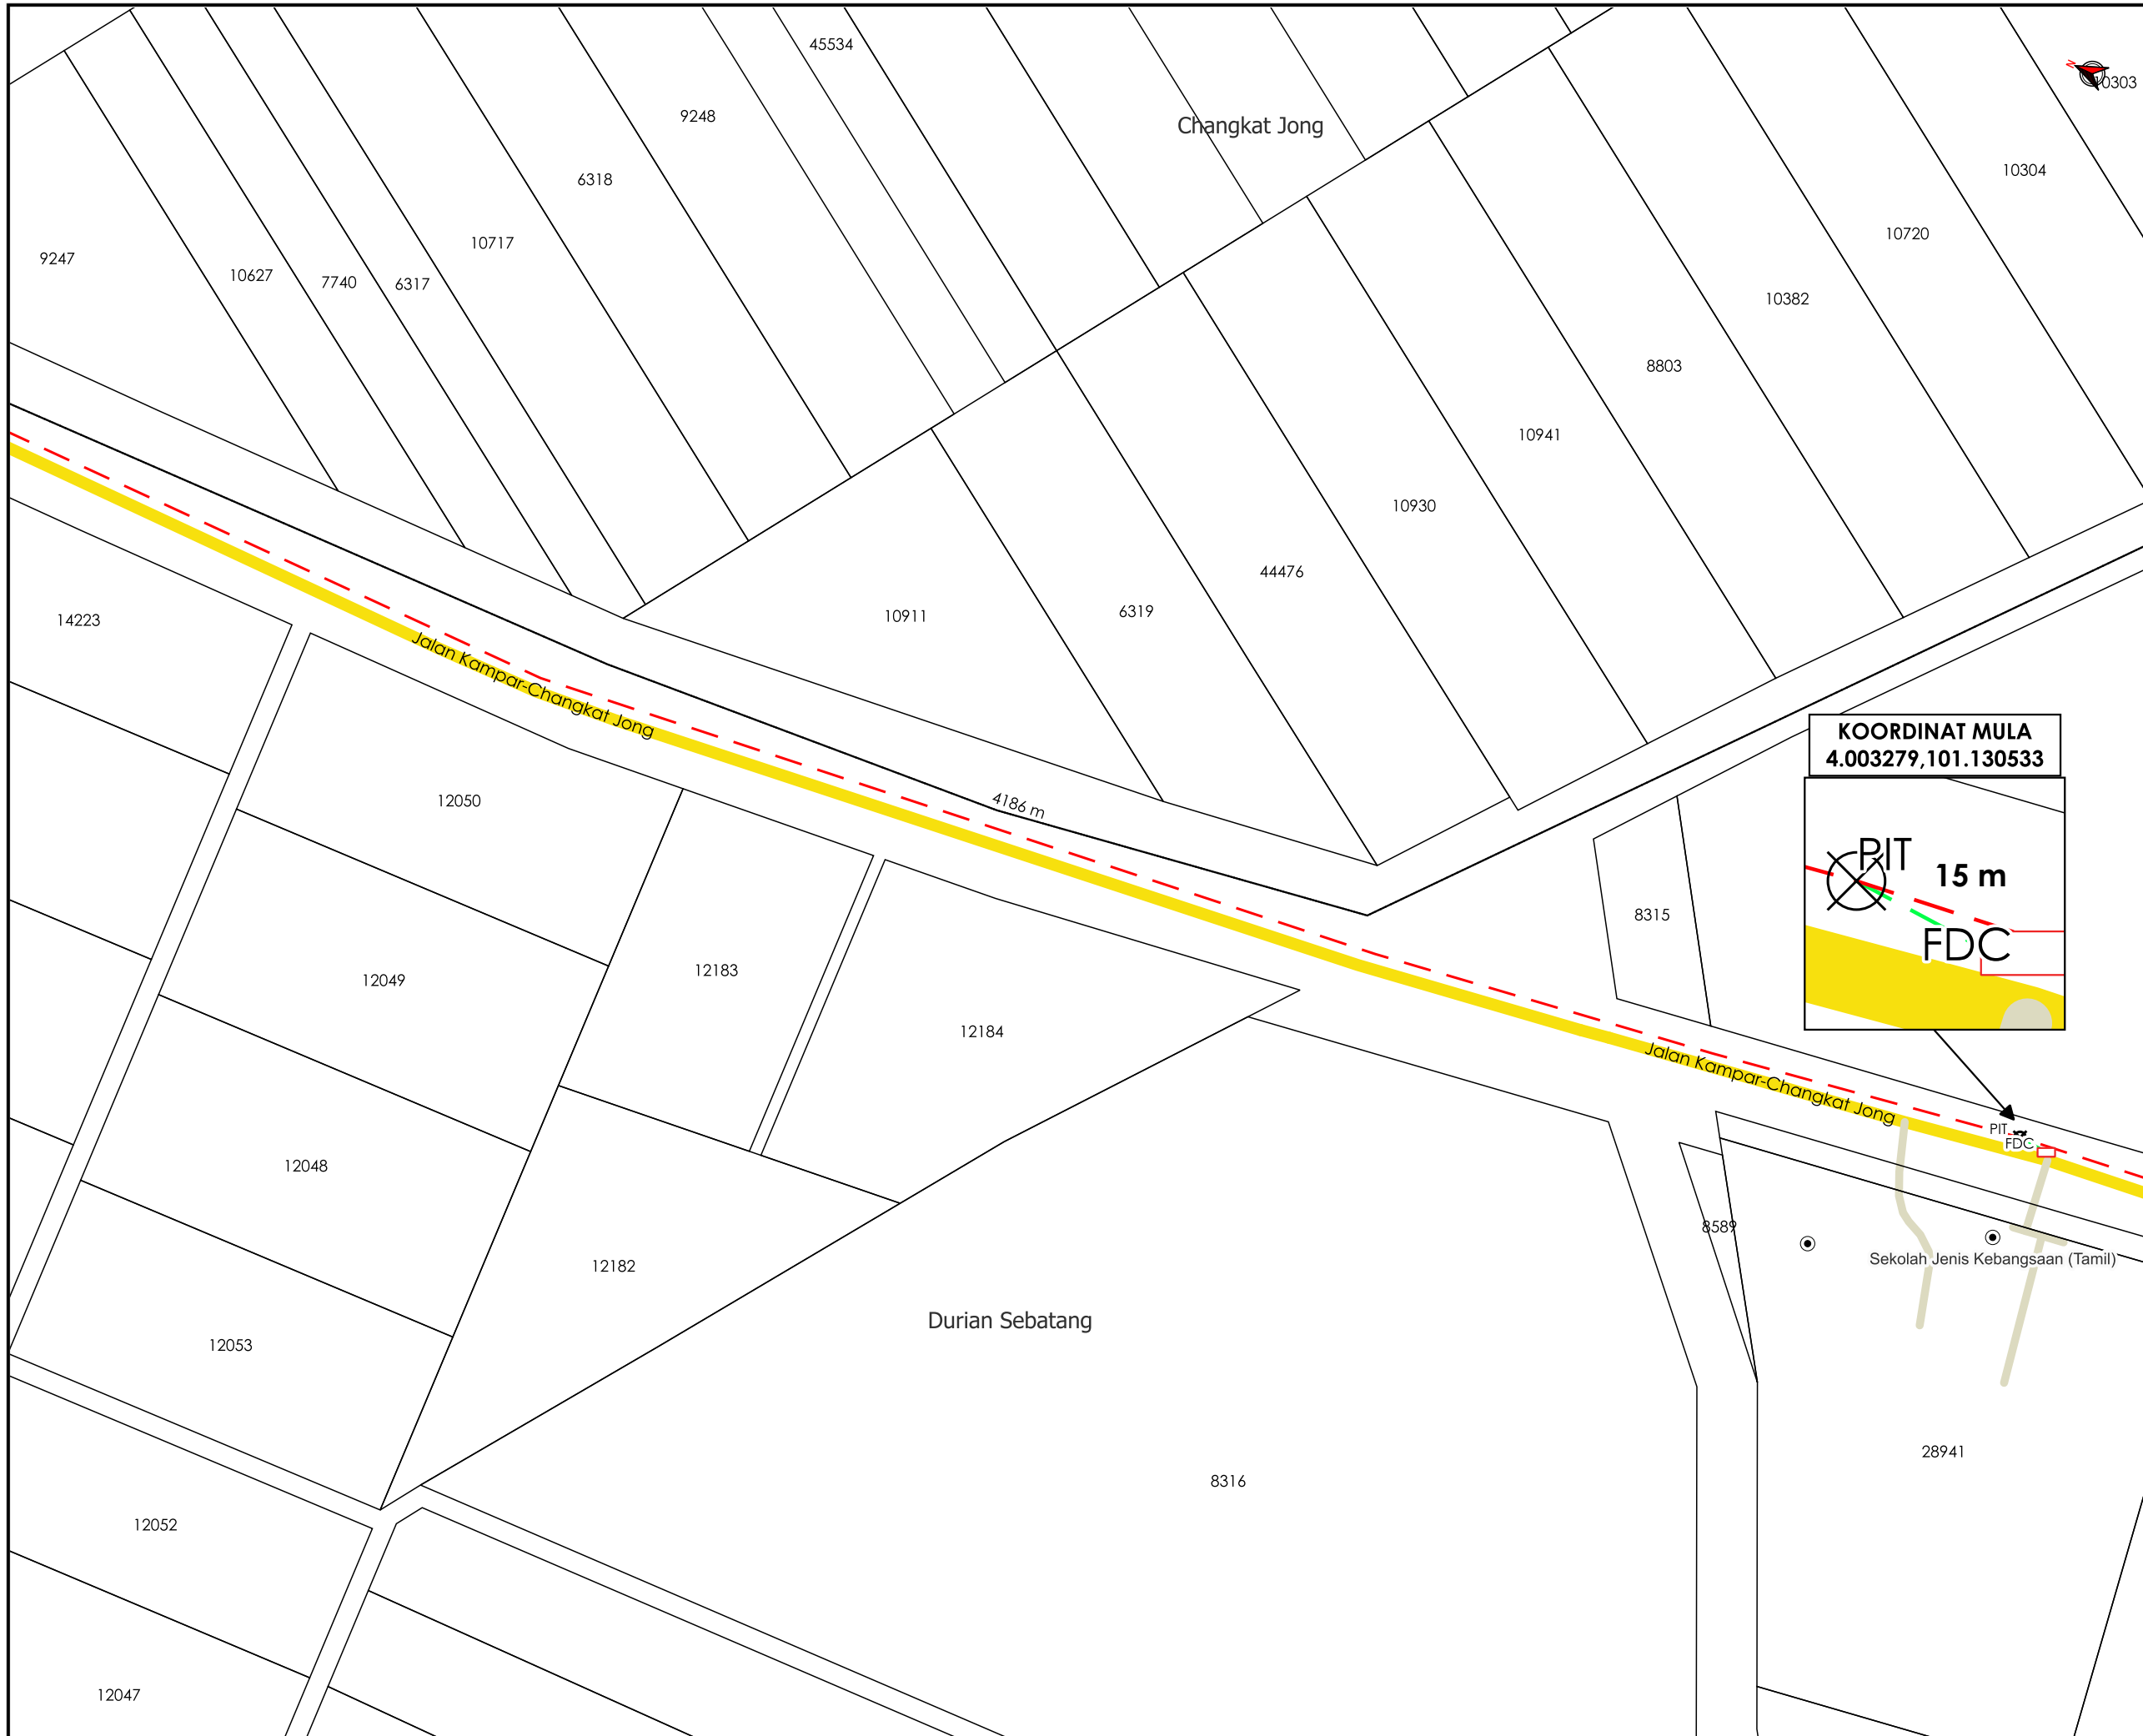 45534
N
10303
9248
Changkat Jong
10304
6318
10720
10717
9247
10627
7740
6317
10382
8803
10941
10930
44476
6319
10911
14223
Jalan Kampar-Changkat Jong
KOORDINAT MULA
4.003279,101.130533
12050
4186 m
PIT
15 m
FDC
8315
12183
12049
12184
Jalan Kampar-Changkat Jong
PIT
FDC
12048
8589
Sekolah Jenis Kebangsaan (Tamil)
12182
Durian Sebatang
12053
28941
8316
12052
12047